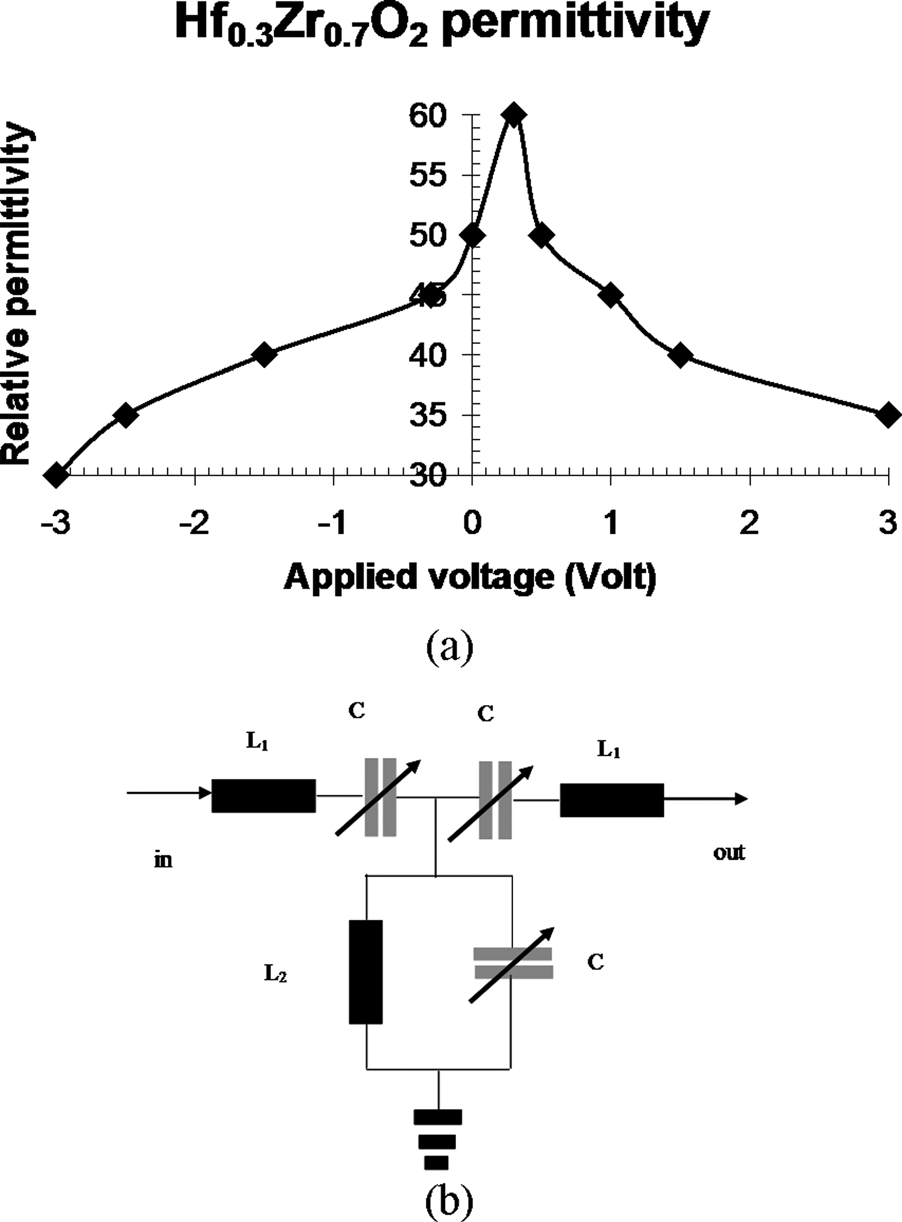 Hf0.3Zr0.7O2 permittivity
Relative permittivity
60
55
50
45
40
35
30
-3 -2 -1 0 1 2 3
Applied voltage (Volt)
(a)
C C
L1 L1
in out
L2 C
(b)